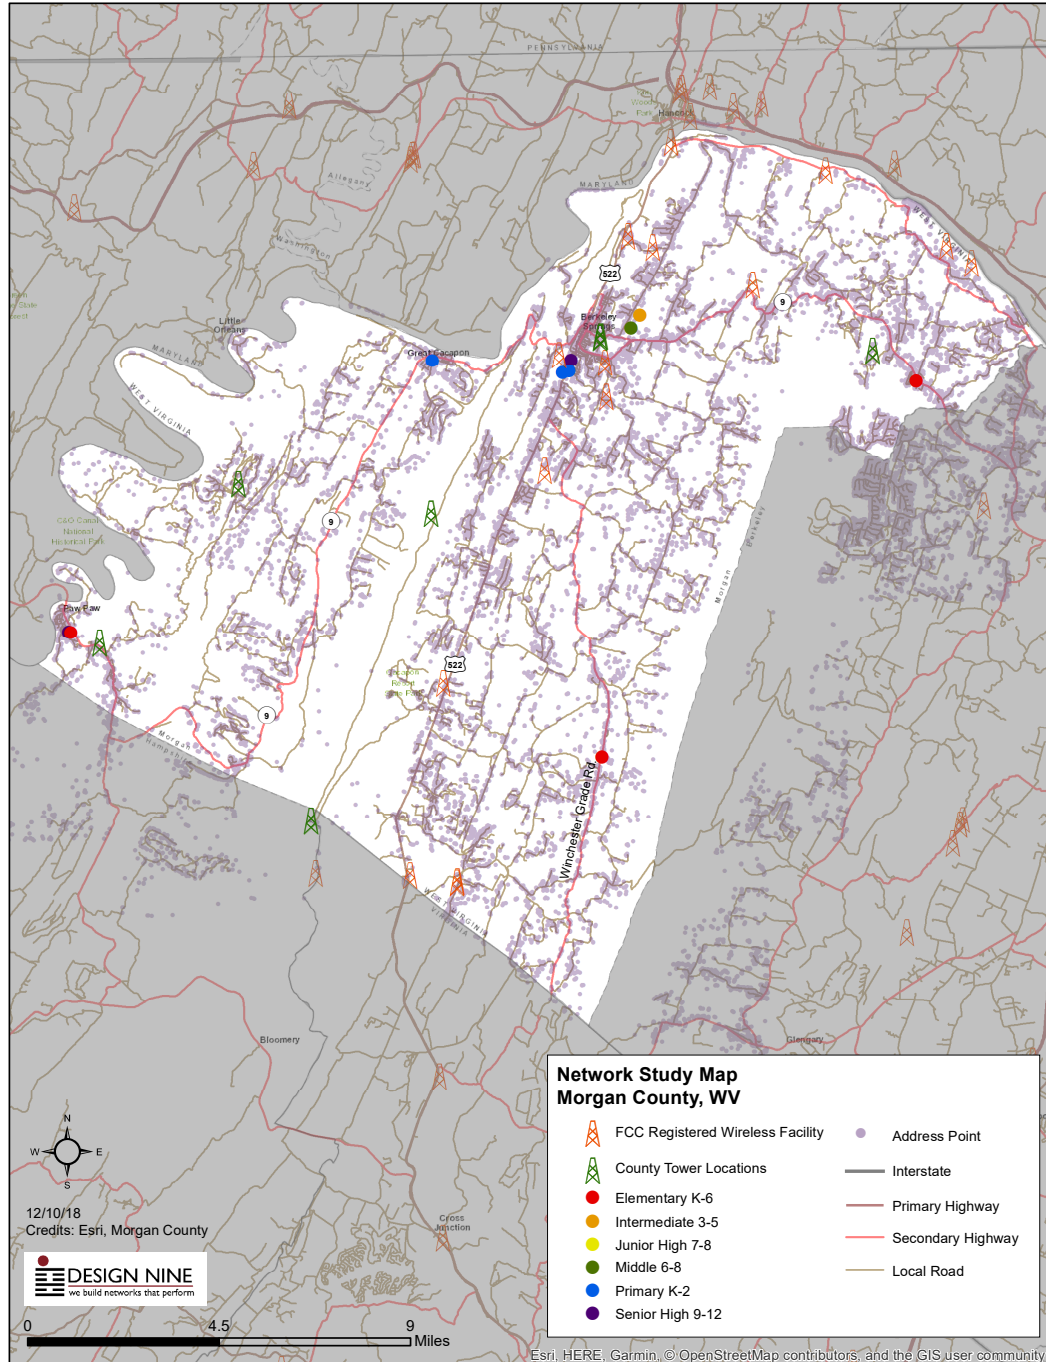 PENNSYLVANIA
Hancock
Allegany
MARYLAND
Washington
WEST VIRGINIA
522
9
Little
Orleans
Berkeley
Springs
MARYLAND
Great Cacapon
WEST VIRGINIA
C&O Canal
National
Historical Park
9
Morgan
Berkeley
Paw Paw
522
Cacapon
Resort
State Park
9
Morgan
Hampshire
Winchester Grade Rd
WEST VIRGINIA
VIRGINIA
Bloomery
Glengary
Cross
Junction
Network Study Map
Morgan County, WV
FCC Registered Wireless Facility
County Tower Locations
Elementary K-6
Intermediate 3-5
Junior High 7-8
Middle 6-8
Primary K-2
Senior High 9-12
Address Point
Interstate
Primary Highway
Secondary Highway
Local Road
N
W
E
S
12/10/18
Credits: Esri, Morgan County
DESIGN NINE
we build networks that perform
0
4.5
9
Miles
Esri, HERE, Garmin, © OpenStreetMap contributors, and the GIS user community